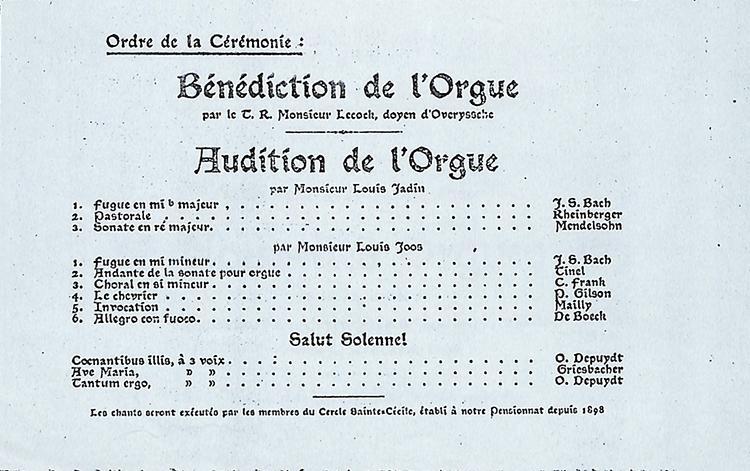 Ordre de la Cérémonie :
Bénédiction de l'Orgue
par le T. R. Monsieur Lecock, doyen d'Overyssche
Audition de l'Orgue
par Monsieur Louis Jadin
1. Fugue en mi b majeur . . . . . . . . . . . . . . . . J. S. Bach
2. Pastorale . . . . . . . . . . . . . . . . Rheinberger
3. Sonate en ré majeur. . . . . . . . . . . . . . . . Mendelsohn
par Monsieur Louis Joos
1. Fugue en mi mineur. . . . . . . . . . . . . . . . J. S. Bach
2. Andante de la sonate pour orgue . . . . . . . . . . . . . Tinel
3. Choral en si mineur. . . . . . . . . . . . . . . . C. Frank
4. Le chevrier . . . . . . . . . . . . . . . . P. Gilson
5. Invocation . . . . . . . . . . . . . . . . Mailly
6. Allegro con fuoco. . . . . . . . . . . . . . . . De Boeck
Salut Solennel
Cœnantibus illis, à 3 voix . . . . . . . . . . . . . . . . O. Depuydt
Ave Maria, » » . . . . . . . . . . . . . . . . Griesbacher
Tantum ergo, » » . . . . . . . . . . . . . . . . O. Depuydt
Les chants seront exécutés par les membres du Cercle Sainte-Cécile, établi à notre Pensionnat depuis 1898